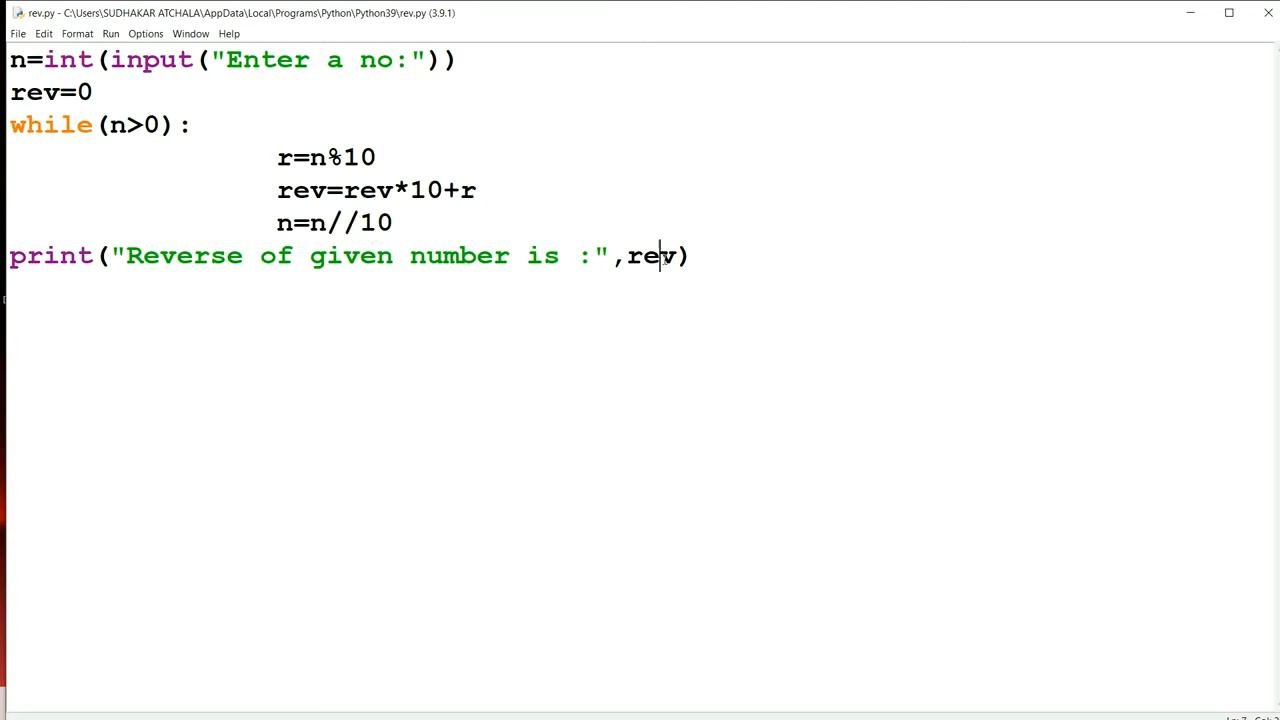 rev.py - C:\Users\SUDHAKAR ATCHALA\AppData\Local\Programs\Python\Python39\rev.py (3.9.1)
File Edit Format Run Options Window Help
n=int(input("Enter a no:"))
rev=0
while(n>0):
                r=n%10
                rev=rev*10+r
                n=n//10
print("Reverse of given number is :",rev)